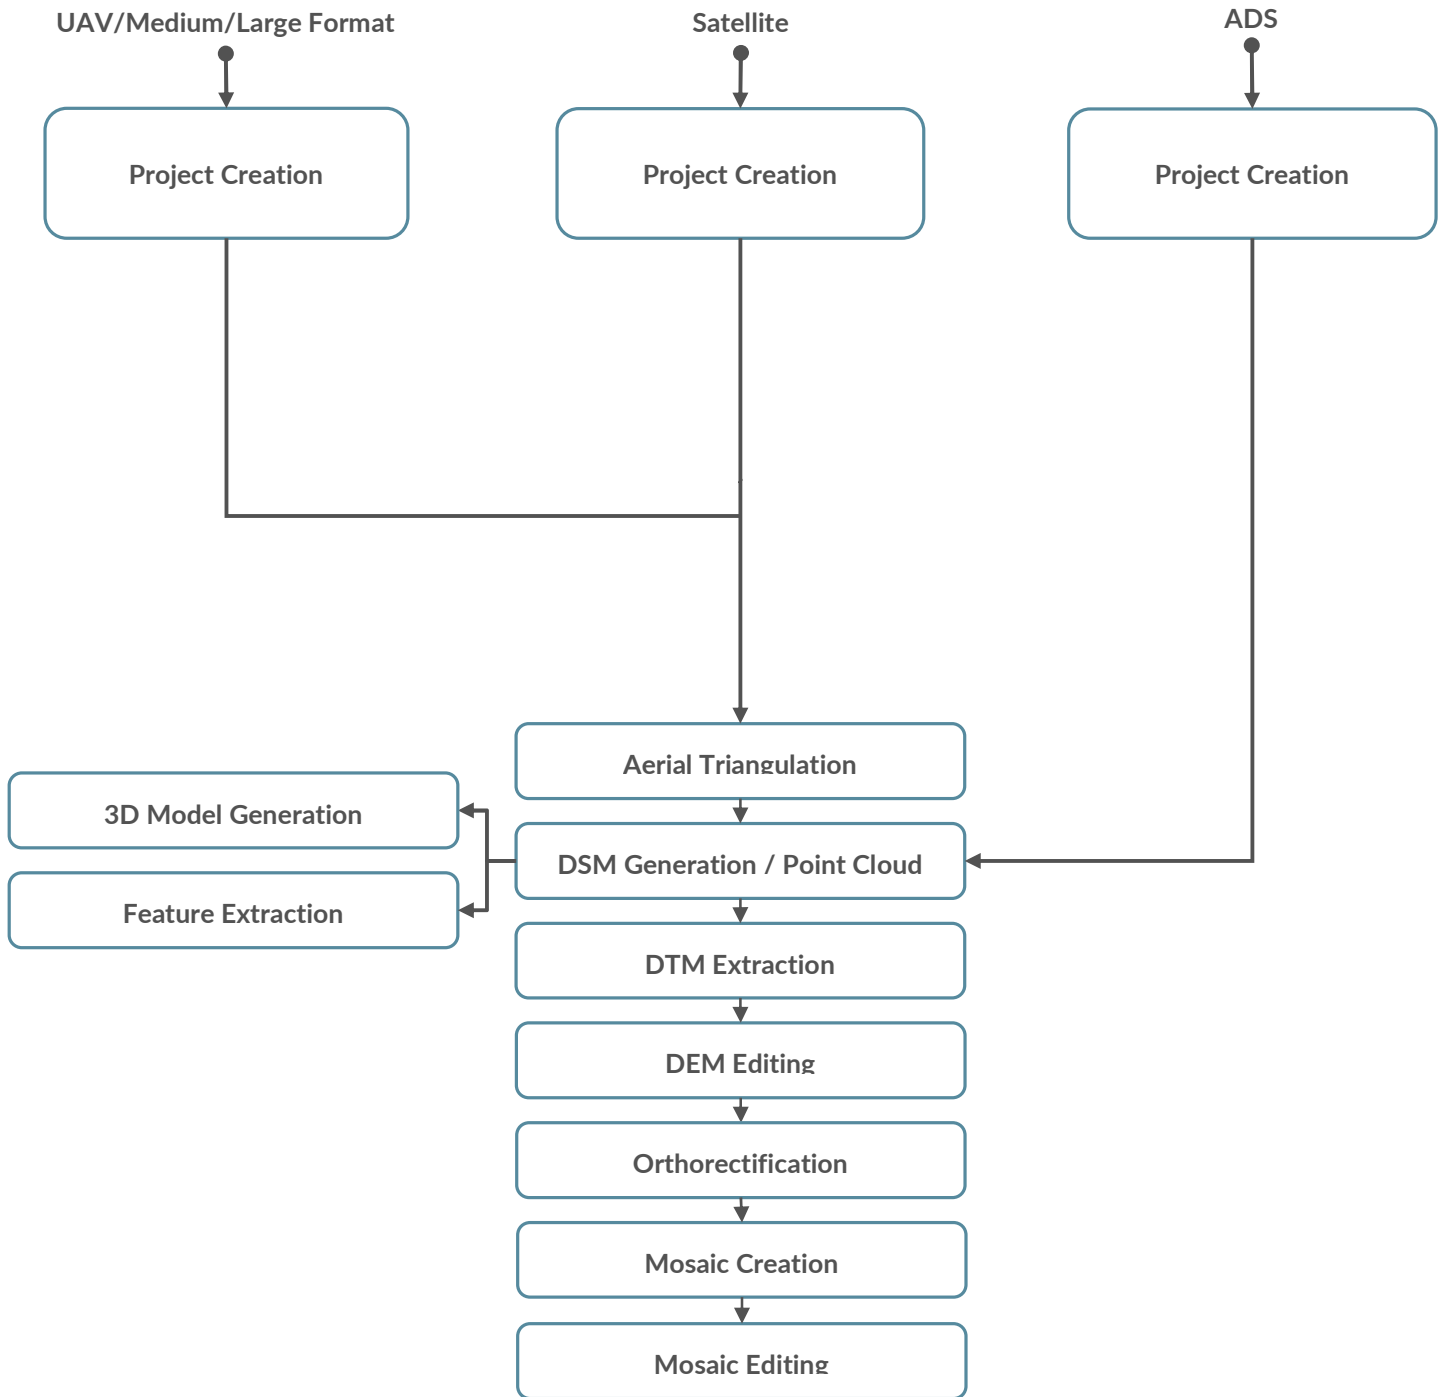 UAV/Medium/Large Format
Satellite
ADS
Project Creation
Project Creation
Project Creation
Aerial Triangulation
3D Model Generation
DSM Generation / Point Cloud
Feature Extraction
DTM Extraction
DEM Editing
Orthorectification
Mosaic Creation
Mosaic Editing